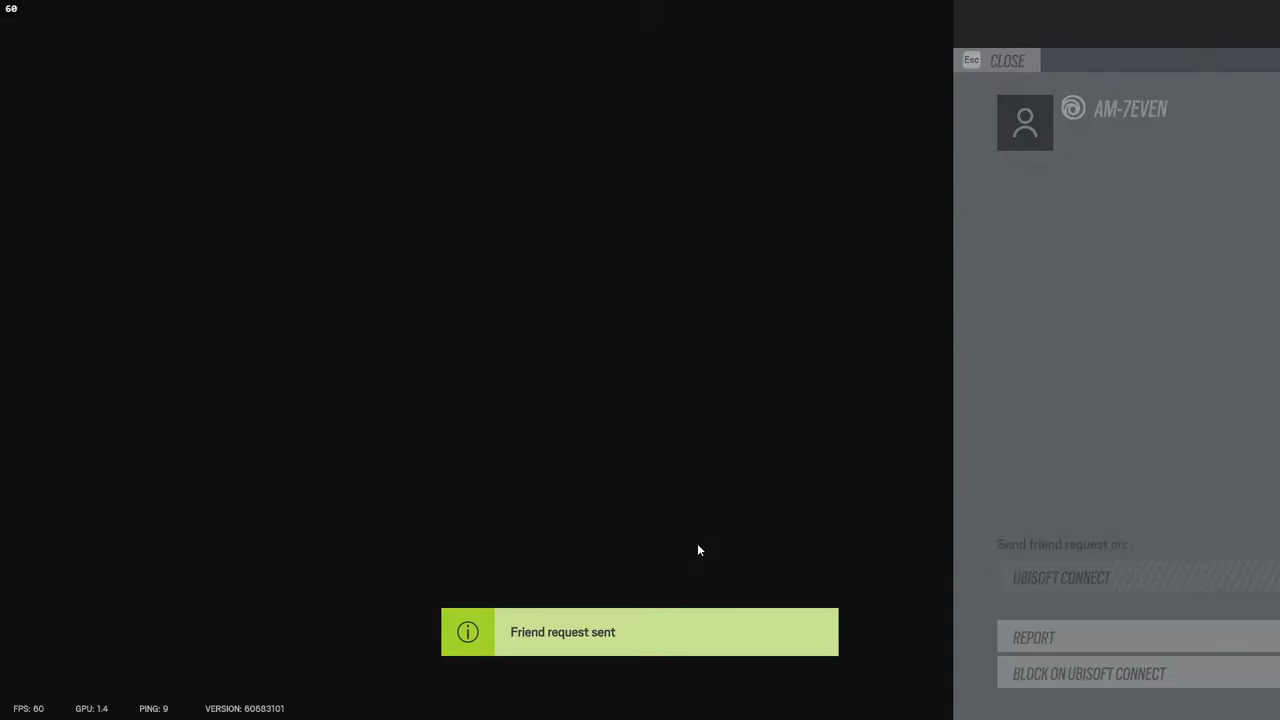 60
Esc CLOSE
AM-7EVEN
Send friend request on:
UBISOFT CONNECT
Friend request sent
REPORT
BLOCK ON UBISOFT CONNECT
FPS: 60 GPU: 1.4 PING: 9 VERSION: 60683101